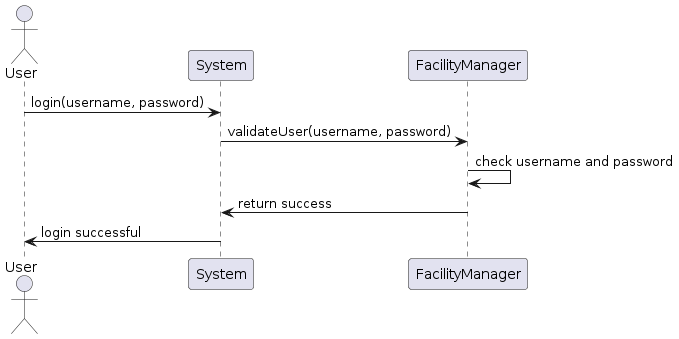 User
System
FacilityManager
login(username, password)
validateUser(username, password)
check username and password
return success
login successful
User
System
FacilityManager